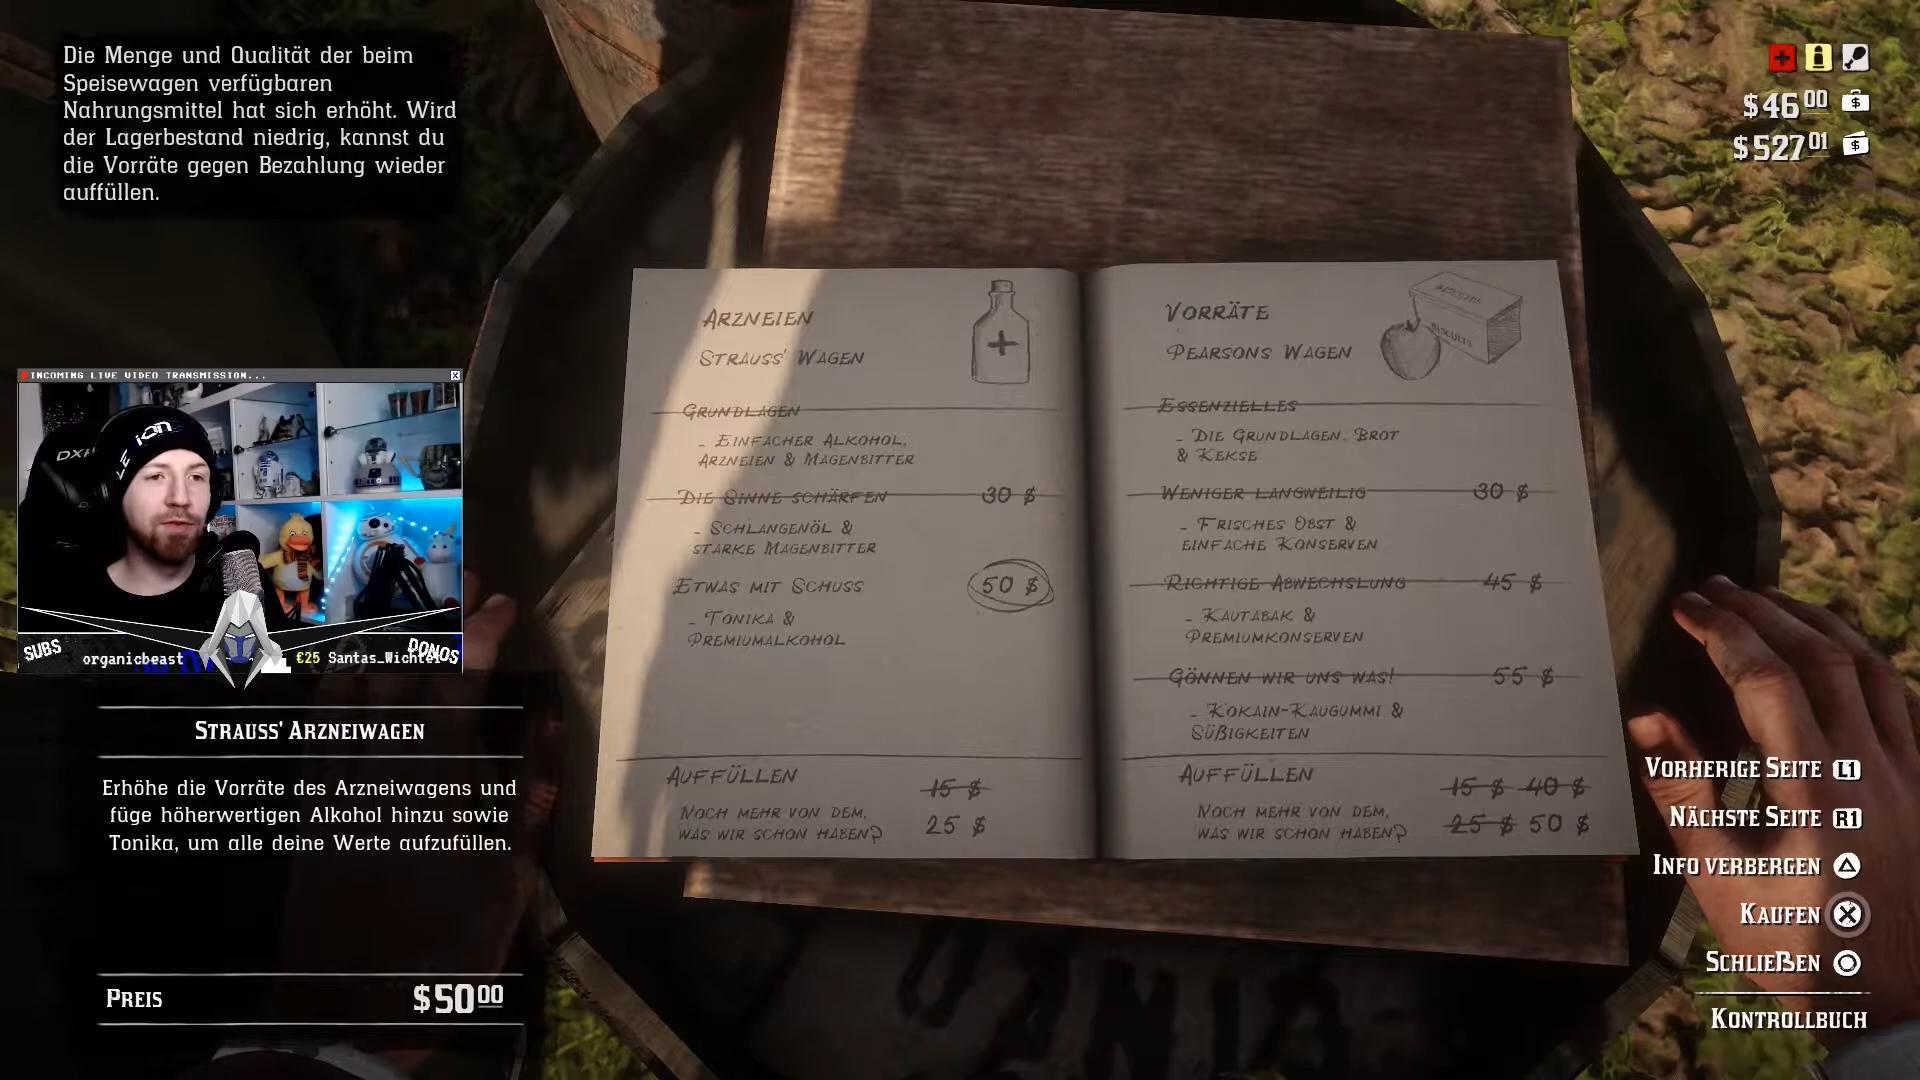 Die Menge und Qualität der beim
Speisewagen verfügbaren
Nahrungsmittel hat sich erhöht. Wird
der Lagerbestand niedrig, kannst du
die Vorräte gegen Bezahlung wieder
auffüllen.
$46 00
$527 01
INCOMING LIVE VIDEO TRANSMISSION...
SUBS
organicbeast
€25 Santas_Wichtel
DONOS
STRAUSS' ARZNEIWAGEN
Erhöhe die Vorräte des Arzneiwagens und
füge höherwertigen Alkohol hinzu sowie
Tonika, um alle deine Werte aufzufüllen.
PREIS $50 00
ARZNEIEN
STRAUSS' WAGEN
GRUNDLAGEN
- EINFACHER ALKOHOL,
ARZNEIEN & MAGENBITTER
DIE SINNE SCHÄRFEN 30 $
- SCHLANGENÖL &
STARKE MAGENBITTER
ETWAS MIT SCHUSS 50 $
- TONIKA &
PREMIUMALKOHOL
AUFFÜLLEN 15 $
NOCH MEHR VON DEM,
WAS WIR SCHON HABEN? 25 $
VORRÄTE
PEARSONS WAGEN
BISCUITS
ESSENZIELLES
- DIE GRUNDLAGEN, BROT
& KEKSE
WENIGER LANGWEILIG 30 $
- FRISCHES OBST &
EINFACHE KONSERVEN
RICHTIGE ABWECHSLUNG 45 $
- KAUTABAK &
PREMIUMKONSERVEN
GÖNNEN WIR UNS WAS! 55 $
- KOKAIN-KAUGUMMI &
SÜßIGKEITEN
AUFFÜLLEN 15 $ 40 $
NOCH MEHR VON DEM,
WAS WIR SCHON HABEN? 25 $ 50 $
VORHERIGE SEITE L1
NÄCHSTE SEITE R1
INFO VERBERGEN
KAUFEN
SCHLIEßEN
KONTROLLBUCH